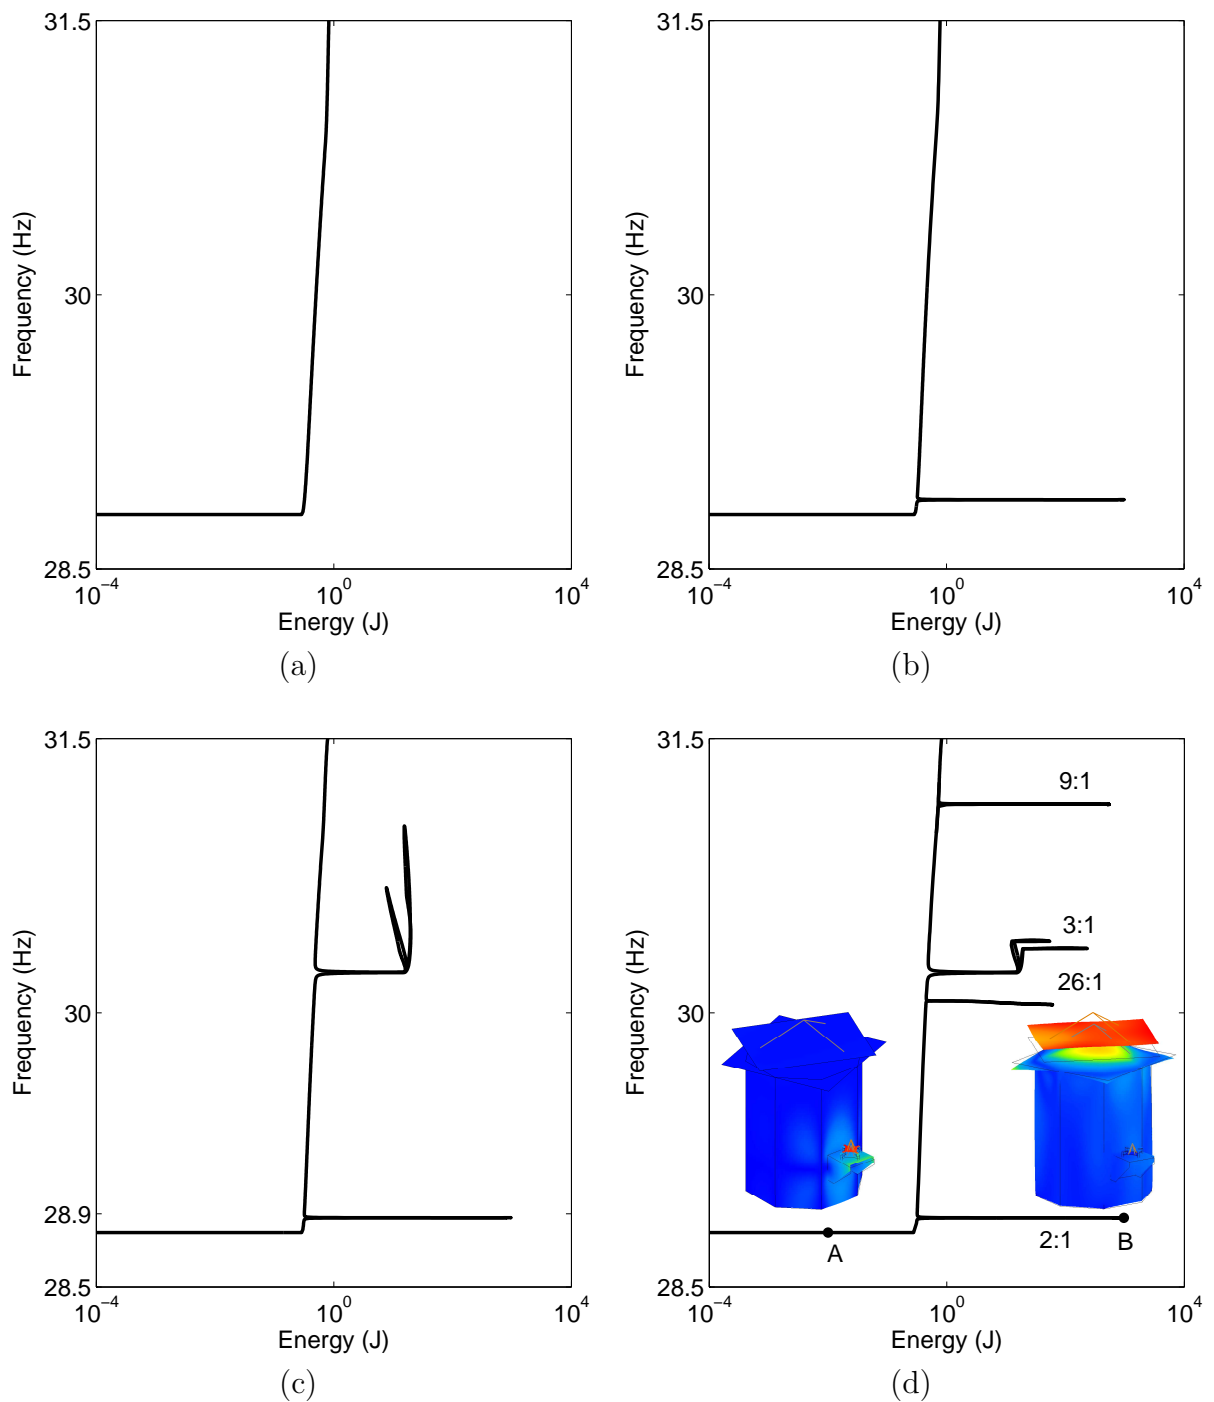 31.5
30
28.5
Frequency (Hz)
10⁻⁴
10⁰
10⁴
Energy (J)
(a)
31.5
30
28.5
Frequency (Hz)
10⁻⁴
10⁰
10⁴
Energy (J)
(b)
31.5
30
28.9
28.5
Frequency (Hz)
10⁻⁴
10⁰
10⁴
Energy (J)
(c)
31.5
30
28.5
Frequency (Hz)
9:1
3:1
26:1
2:1
A
B
10⁻⁴
10⁰
10⁴
Energy (J)
(d)